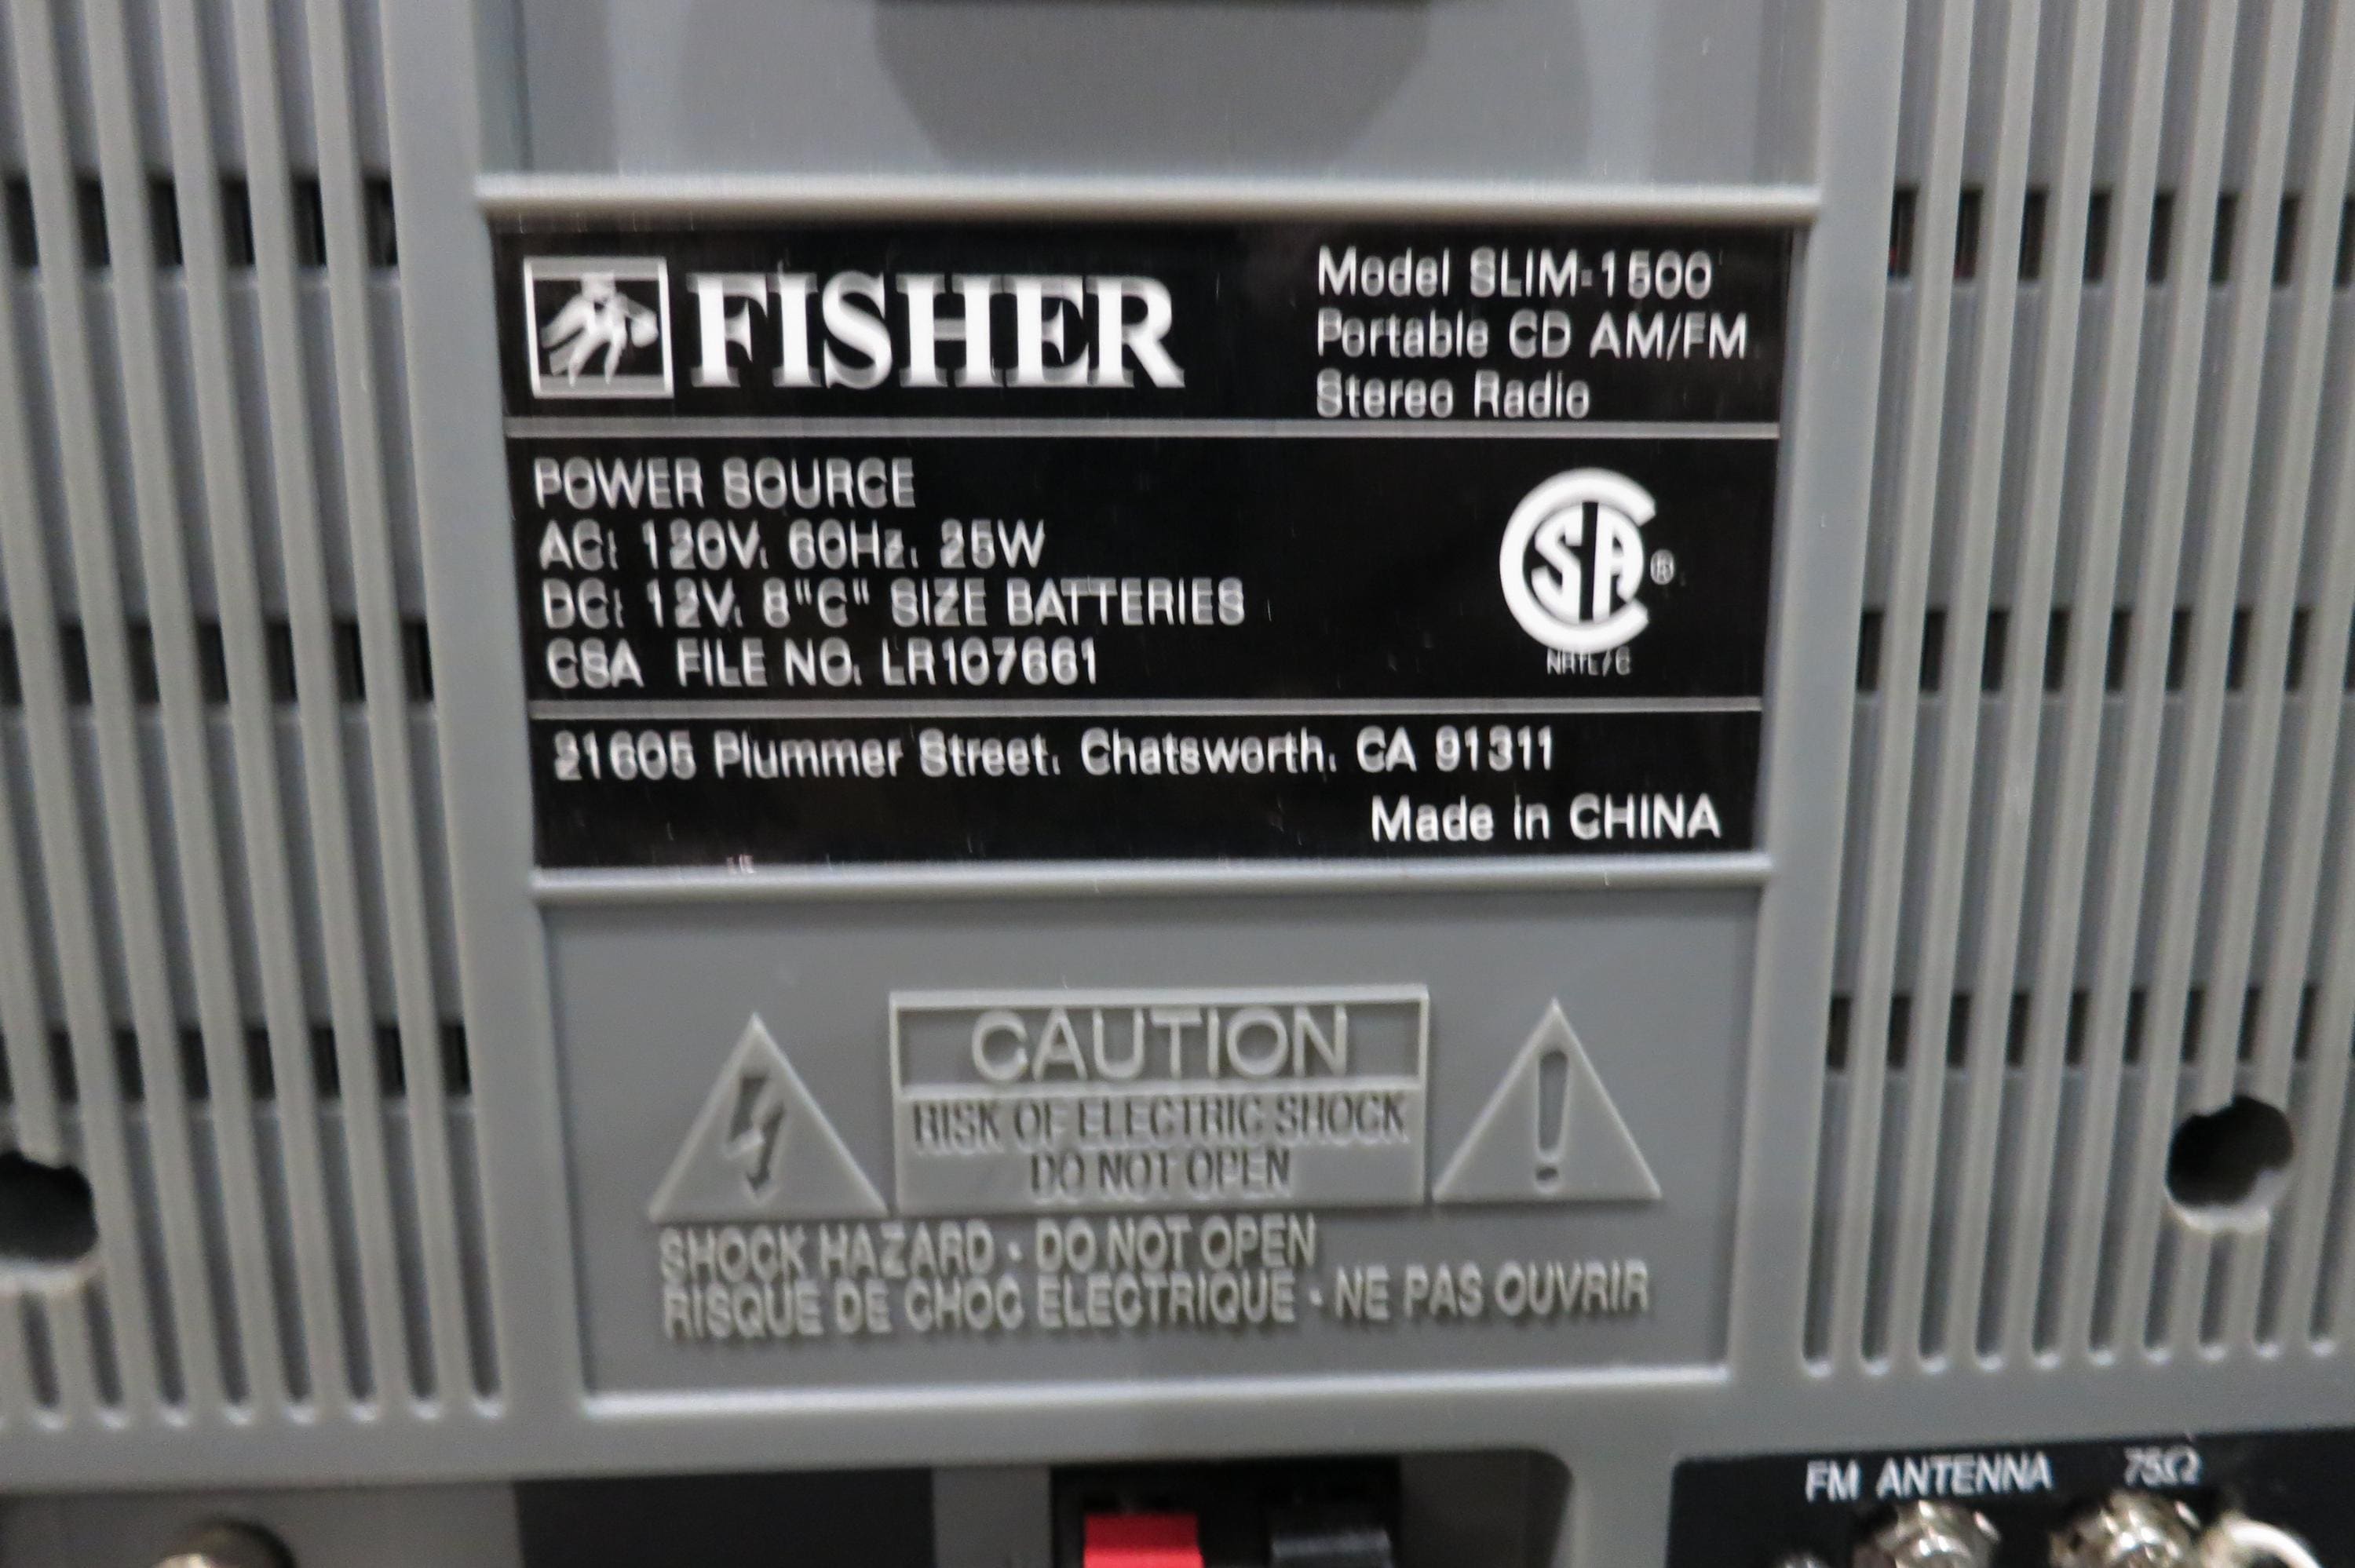 FISHER
Model SLIM-1500
Portable CD AM/FM
Stereo Radio
POWER SOURCE
AC: 120V, 60Hz, 25W
DC: 12V, 8"C" SIZE BATTERIES
CSA FILE NO. LR107661
CSA ®
NRTL/C
21605 Plummer Street, Chatsworth, CA 91311
Made in CHINA
CAUTION
RISK OF ELECTRIC SHOCK
DO NOT OPEN
SHOCK HAZARD - DO NOT OPEN
RISQUE DE CHOC ELECTRIQUE - NE PAS OUVRIR
FM ANTENNA 75Ω